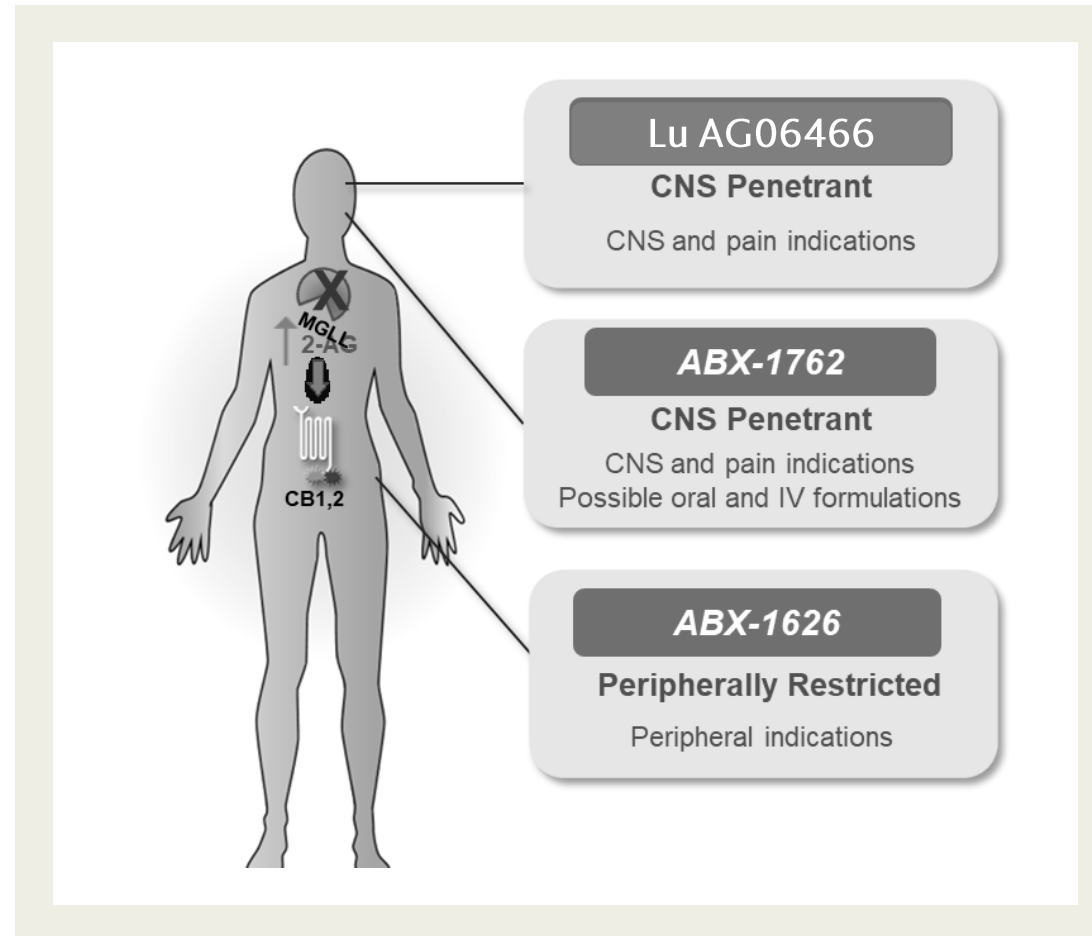 Lu AG06466
CNS Penetrant
CNS and pain indications
X
MGLL
2-AG
CB1,2
ABX-1762
CNS Penetrant
CNS and pain indications
Possible oral and IV formulations
ABX-1626
Peripherally Restricted
Peripheral indications